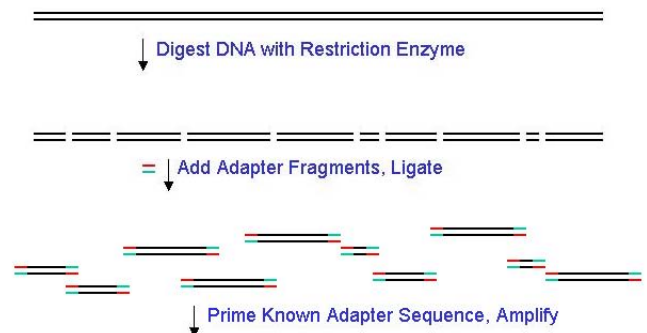 Digest DNA with Restriction Enzyme
Add Adapter Fragments, Ligate
Prime Known Adapter Sequence, Amplify